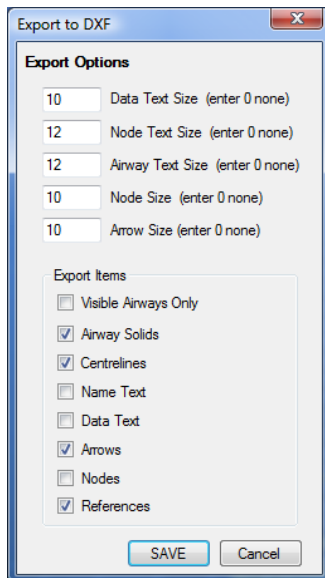 Export to DXF
Export Options
10 Data Text Size (enter 0 none)
12 Node Text Size (enter 0 none)
12 Airway Text Size (enter 0 none)
10 Node Size (enter 0 none)
10 Arrow Size (enter 0 none)
Export Items
Visible Airways Only
Airway Solids
Centrelines
Name Text
Data Text
Arrows
Nodes
References
SAVE Cancel